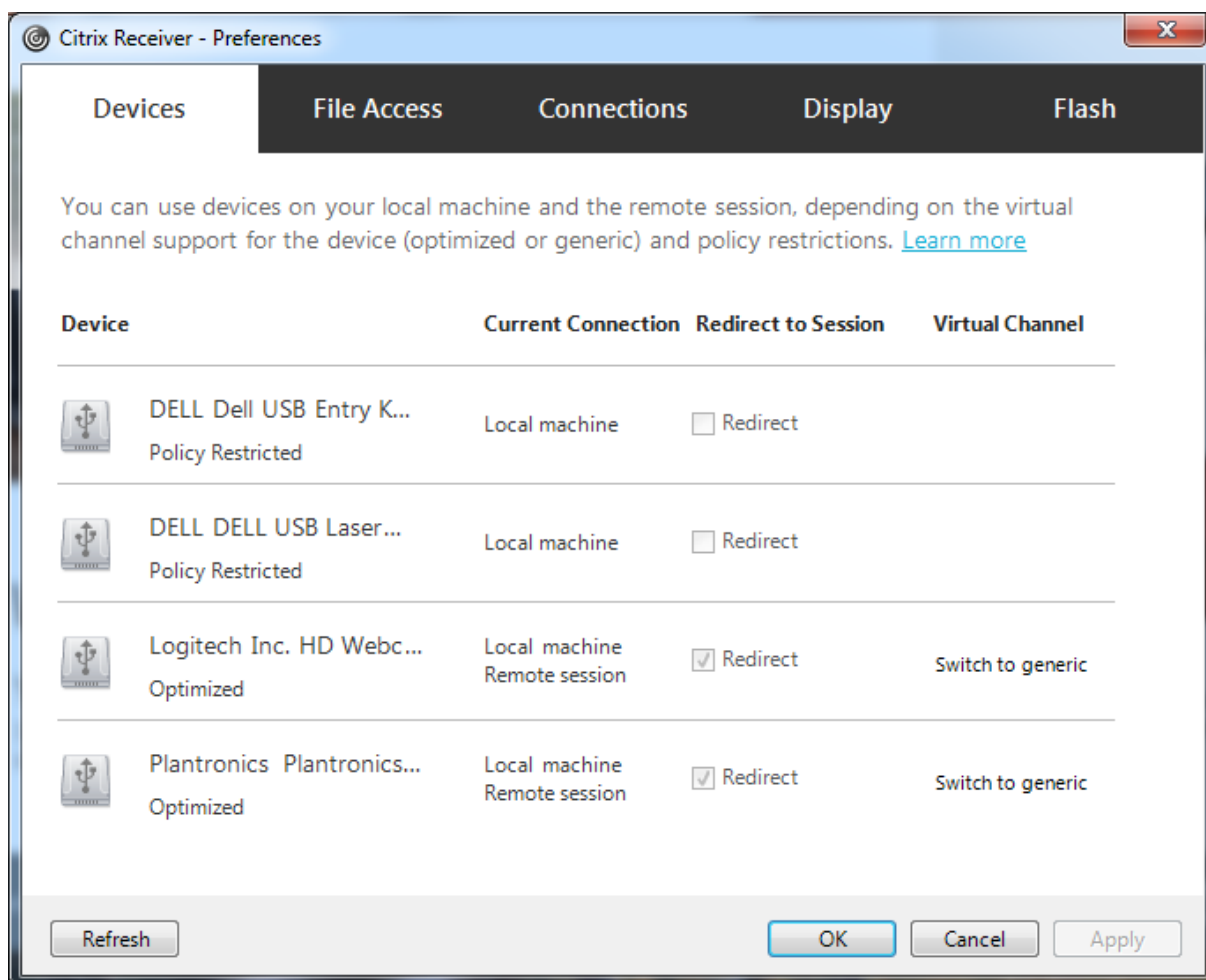 Citrix Receiver - Preferences
Devices File Access Connections Display Flash
You can use devices on your local machine and the remote session, depending on the virtual
channel support for the device (optimized or generic) and policy restrictions. Learn more
Device Current Connection Redirect to Session Virtual Channel
DELL Dell USB Entry K...
Policy Restricted
Local machine
Redirect
DELL DELL USB Laser...
Policy Restricted
Local machine
Redirect
Logitech Inc. HD Webc...
Optimized
Local machine
Remote session
Redirect
Switch to generic
Plantronics Plantronics...
Optimized
Local machine
Remote session
Redirect
Switch to generic
Refresh OK Cancel Apply